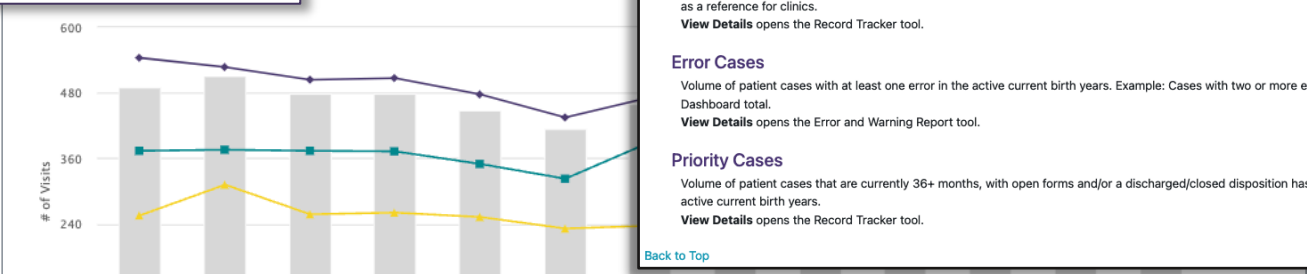 600
480
360
240
# of Visits
as a reference for clinics.
View Details opens the Record Tracker tool.
Error Cases
Volume of patient cases with at least one error in the active current birth years. Example: Cases with two or more
Dashboard total.
View Details opens the Error and Warning Report tool.
Priority Cases
Volume of patient cases that are currently 36+ months, with open forms and/or a discharged/closed disposition has
active current birth years.
View Details opens the Record Tracker tool.
Back to Top